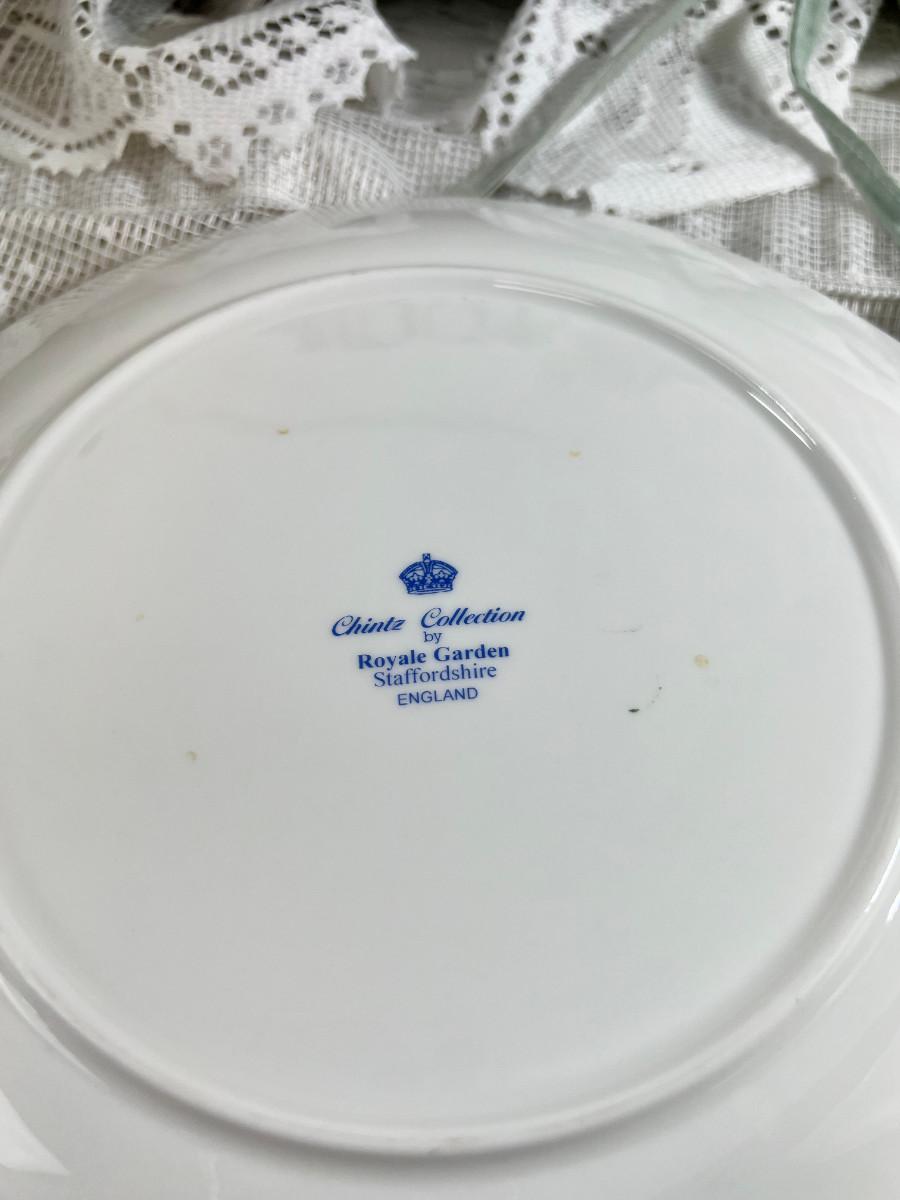 Chintz Collection
by
Royale Garden
Staffordshire
ENGLAND